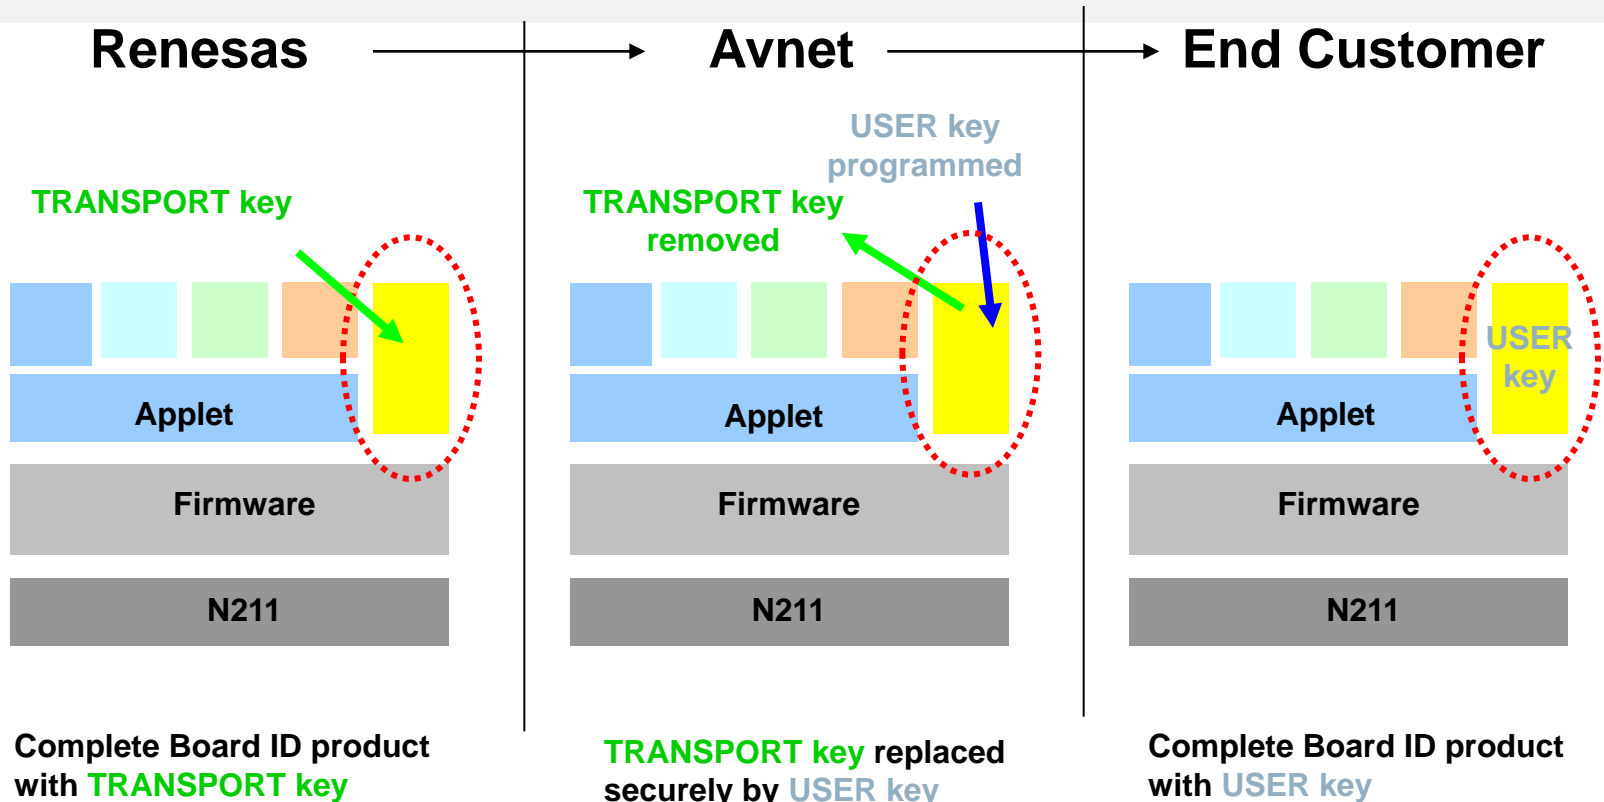 Renesas
Avnet
End Customer
TRANSPORT key
Applet
Firmware
N211
Complete Board ID product
with TRANSPORT key
USER key
programmed
TRANSPORT key
removed
Applet
Firmware
N211
TRANSPORT key replaced
securely by USER key
USER
key
Applet
Firmware
N211
Complete Board ID product
with USER key